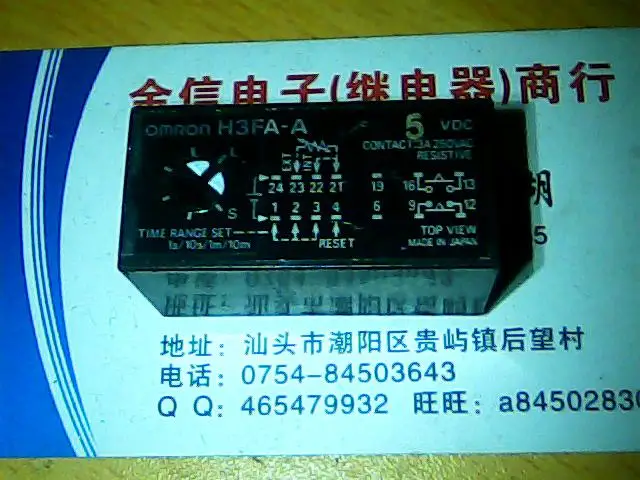 金信电子(继电器)商行
omron H3FA-A
5 VDC
CONTACT:3A 250VAC
RESISTIVE
24 23 22 21 19 16 13
1 2 3 4 6 9 12
S
TIME RANGE SET
1s/10s/1m/10m
RESET
TOP VIEW
MADE IN JAPAN
胡
5
地址：汕头市潮阳区贵屿镇后望村
电话：0754-84503643
Q Q：465479932 旺旺：a84502830